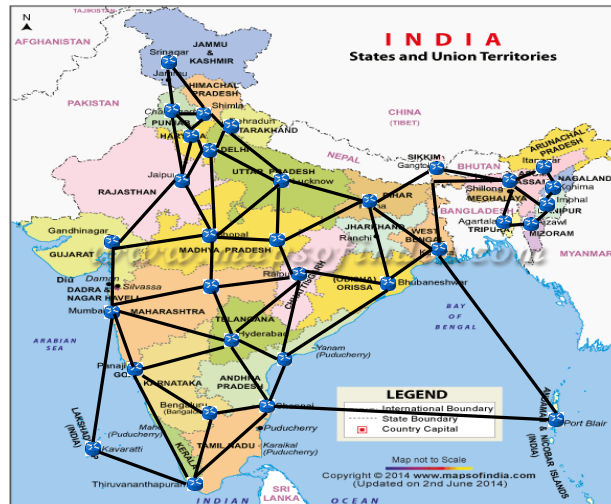 INDIA
States and Union Territories
N
TAJIKISTAN
AFGHANISTAN
Srinagar
JAMMU
&
KASHMIR
Jammu
HIMACHAL
PRADESH
Shimla
PAKISTAN
PUNJAB
UTTARAKHAND
CHINA
(TIBET)
DELHI
ARUNACHAL
PRADESH
Jaipur
RAJASTHAN
UTTAR PRADESH
Lucknow
NEPAL
SIKKIM
Gangtok
BHUTAN
NAGALAND
Kohima
Shillong
MEGHALAYA
Imphal
BIHAR
BANGLADESH
Agartala
TRIPURA
MIZORAM
Gandhinagar
GUJARAT
MADHYA PRADESH
JHARKHAND
Ranchi
WEST
BENGAL
MYANMAR
Diu
Daman
Silvassa
DADRA &
NAGAR HAVELI
CHHATTISGARH
(ODISHA)
ORISSA
Bhubaneshwar
Mumbai
MAHARASHTRA
TELANGANA
Hyderabad
ARABIAN
SEA
BAY
OF
BENGAL
Yanam
(Puducherry)
Panaji
KARNATAKA
ANDHRA
PRADESH
Bengaluru
(Bangalore)
Chennai
Mahe
(Puducherry)
Puducherry
Karaikal
(Puducherry)
LAKSHADWEEP
(INDIA)
Kavaratti
KERALA
TAMIL NADU
Thiruvananthapuram
SRI
LANKA
INDIAN OCEAN
ANDAMAN & NICOBAR ISLANDS
(INDIA)
Port Blair
LEGEND
International Boundary
State Boundary
Country Capital
Map not to Scale
Copyright © 2014 www.mapsofindia.com
(Updated on 2nd June 2014)